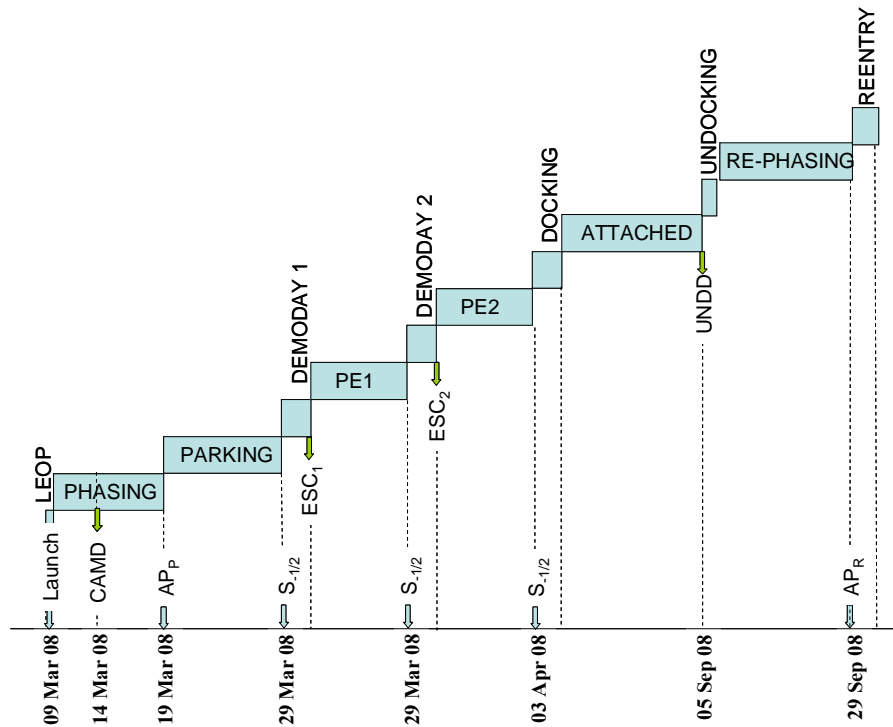 REENTRY
UNDOCKING
RE-PHASING
DOCKING
ATTACHED
DEMODAY 2
UNDD
DEMODAY 1
PE2
PE1
ESC₂
LEOP
PARKING
ESC₁
PHASING
Launch
CAMD
AP_P
S₋₁/₂
S₋₁/₂
S₋₁/₂
AP_R
09 Mar 08
14 Mar 08
19 Mar 08
29 Mar 08
29 Mar 08
03 Apr 08
05 Sep 08
29 Sep 08